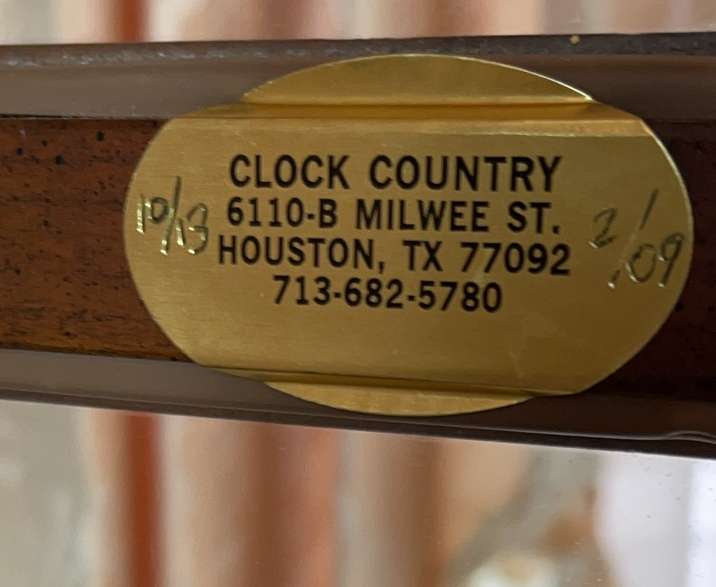 CLOCK COUNTRY
10/13 6110-B MILWEE ST. 2/09
HOUSTON, TX 77092
713-682-5780